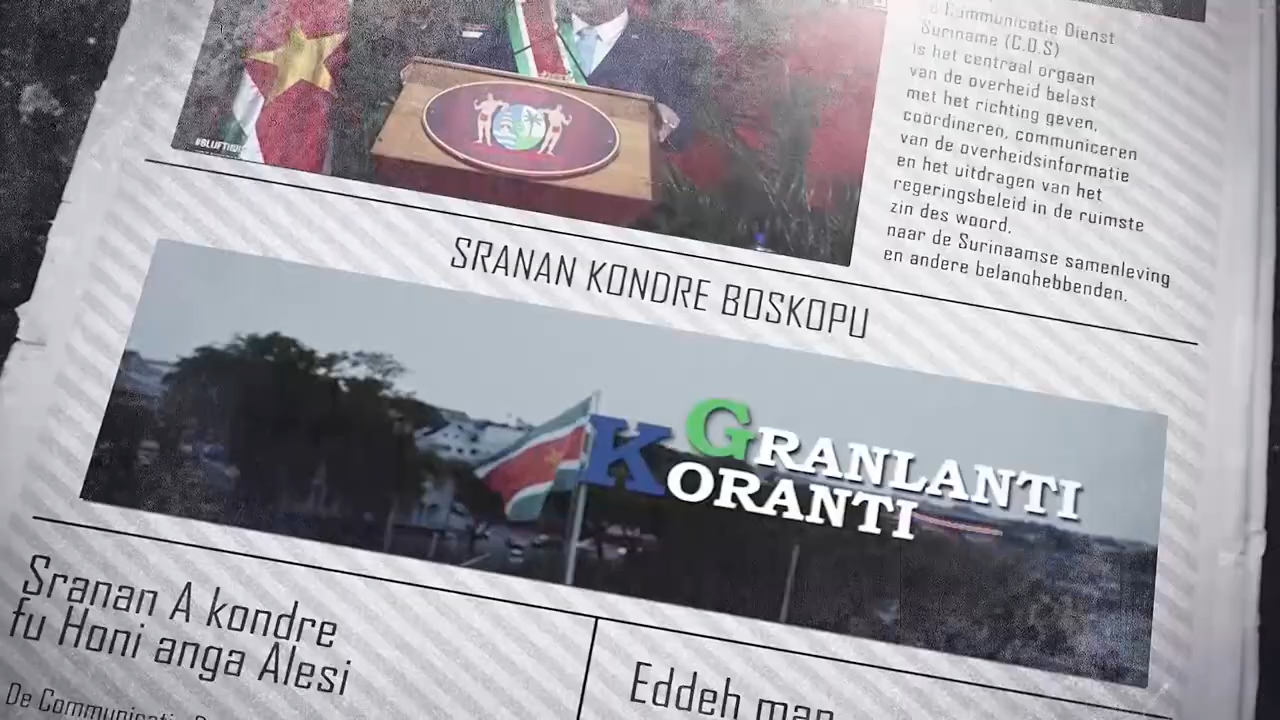 Communicatie Dienst
Suriname (C.D.S)
is het centraal orgaan
van de overheid belast
met het richting geven,
coördineren, communiceren
van de overheidsinformatie
en het uitdragen van het
regeringsbeleid in de ruimste
zin des woord.
naar de Surinaamse samenleving
en andere belanghebbenden.
SRANAN KONDRE BOSKOPU
GRANLANTI
KORANTI
Sranan A kondre
fu Honi anga Alesi
De
Eddeh man